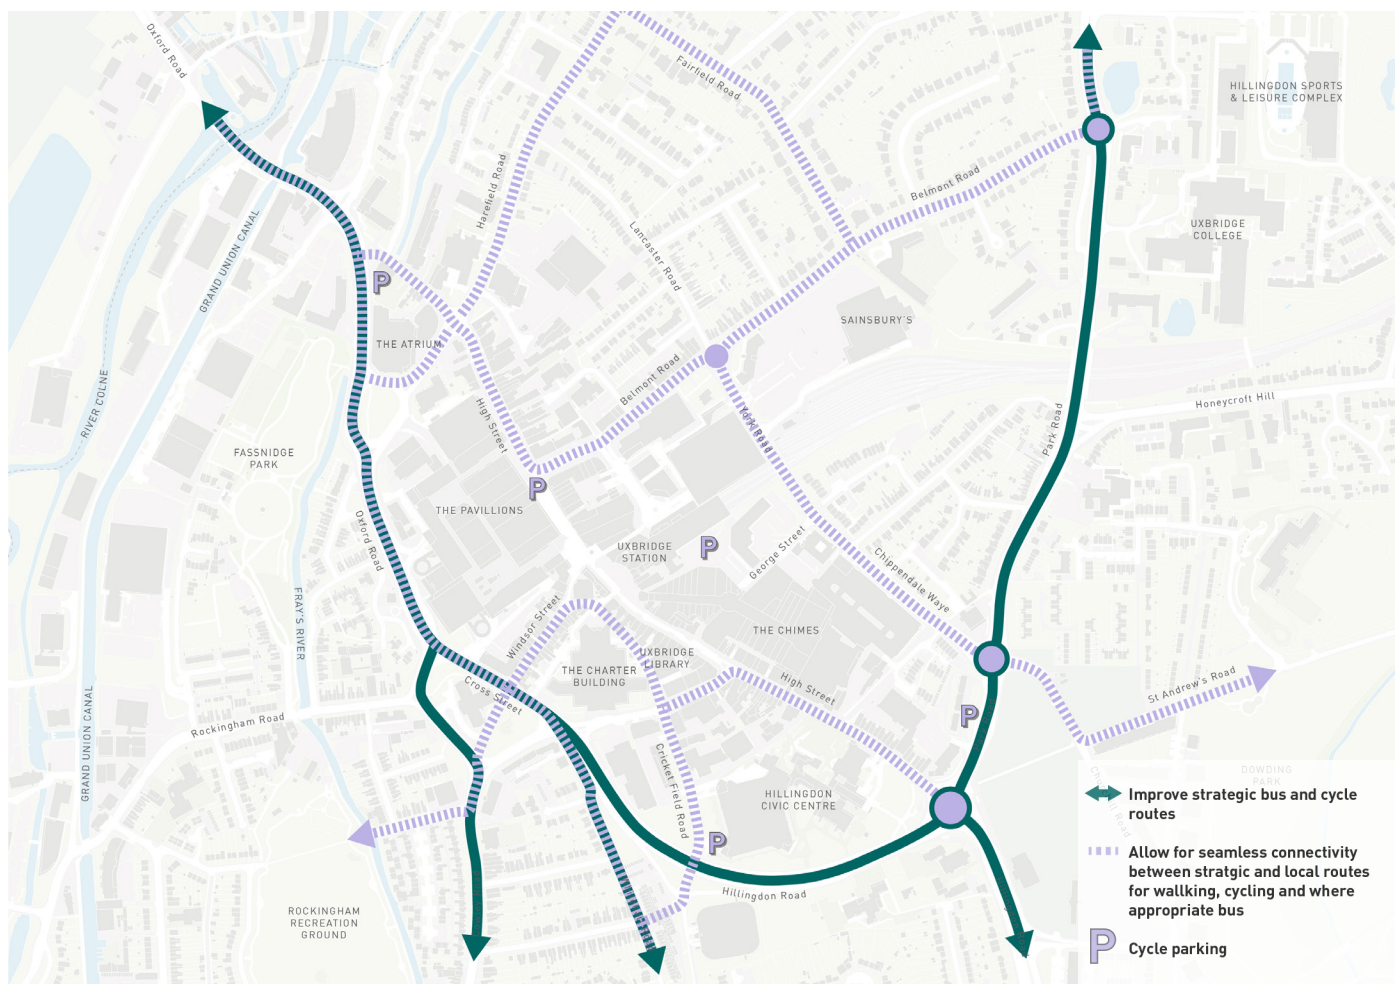 Oxford Road
Fairfield Road
HILLINGDON SPORTS
& LEISURE COMPLEX
Harefield Road
Belmont Road
UXBRIDGE
COLLEGE
GRAND UNION CANAL
Lancaster Road
SAINSBURY'S
THE ATRIUM
Belmont Road
RIVER COLNE
High Street
York Road
Park Road
Honeycroft Hill
FASSNIDGE
PARK
P
P
THE PAVILLIONS
Oxford Road
UXBRIDGE
STATION
P
George Street
Chippendale Waye
FRAY'S RIVER
Windsor Street
THE CHIMES
UXBRIDGE
LIBRARY
THE CHARTER
BUILDING
Cross Street
High Street
St Andrew's Road
P
Rockingham Road
GRAND UNION CANAL
Cricket Field Road
HILLINGDON
CIVIC CENTRE
P
Hillingdon Road
ROCKINGHAM
RECREATION
GROUND
DOWDING
PARK
Improve strategic bus and cycle
routes
Allow for seamless connectivity
between stratgic and local routes
for wallking, cycling and where
appropriate bus
P
Cycle parking